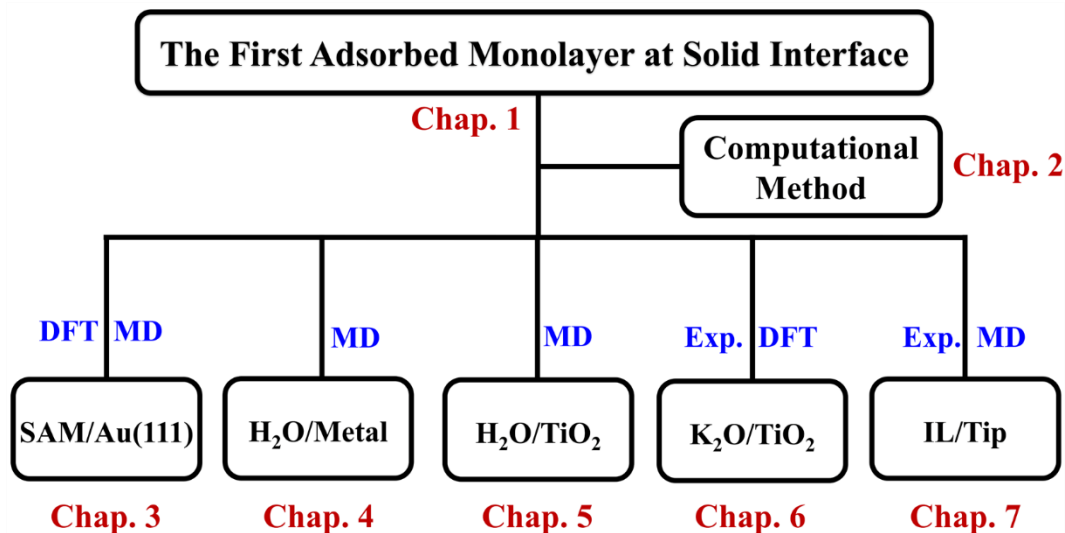 The First Adsorbed Monolayer at Solid Interface
Chap. 1
Computational
Method
Chap. 2
DFT MD
MD
MD
Exp. DFT
Exp. MD
SAM/Au(111)
H₂O/Metal
H₂O/TiO₂
K₂O/TiO₂
IL/Tip
Chap. 3
Chap. 4
Chap. 5
Chap. 6
Chap. 7